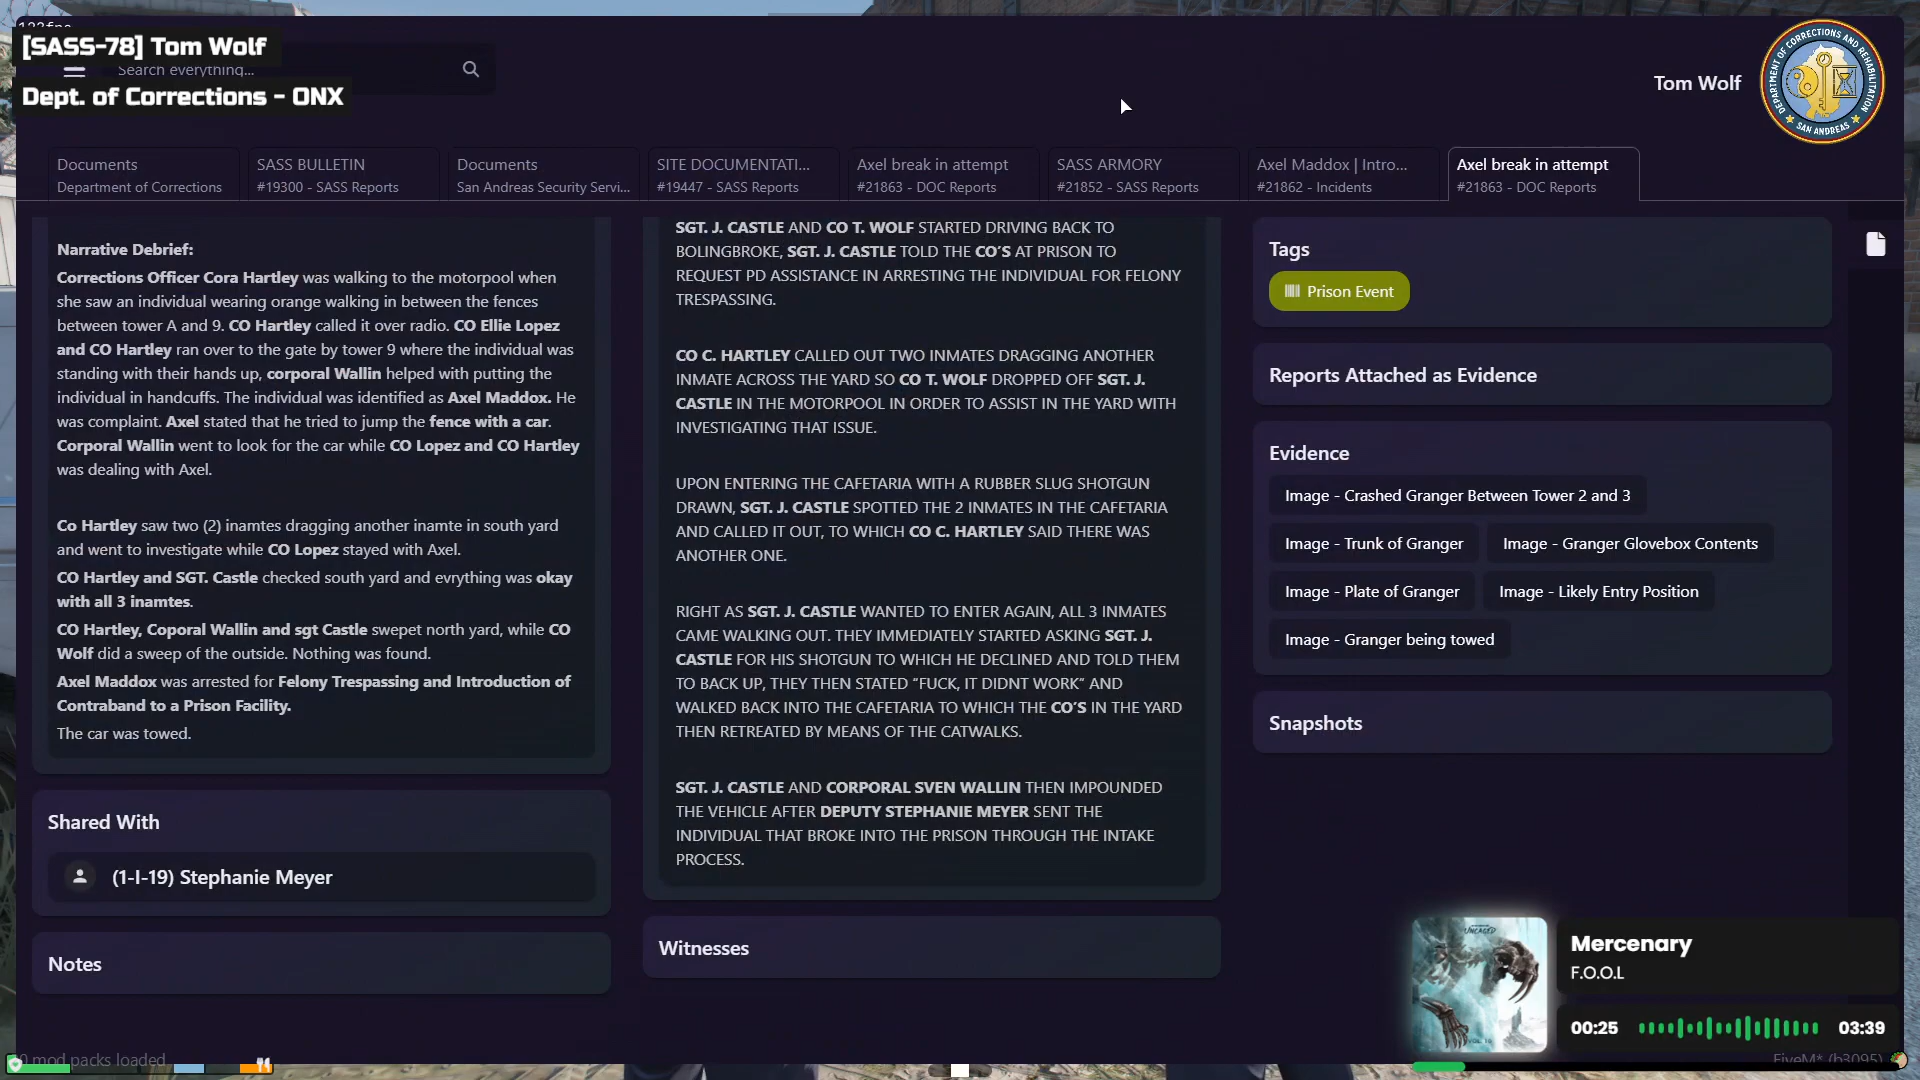 [SASS-78] Tom Wolf
Search everything...
Dept. of Corrections - ONX
Tom Wolf
DEPARTMENT OF CORRECTIONS AND REHABILITATION
SAN ANDREAS
Documents
Department of Corrections
SASS BULLETIN
#19300 - SASS Reports
Documents
San Andreas Security Servi...
SITE DOCUMENTATI...
#19447 - SASS Reports
Axel break in attempt
#21863 - DOC Reports
SASS ARMORY
#21852 - SASS Reports
Axel Maddox | Intro...
#21862 - Incidents
Axel break in attempt
#21863 - DOC Reports
Narrative Debrief:
Corrections Officer Cora Hartley was walking to the motorpool when
she saw an individual wearing orange walking in between the fences
between tower A and 9. CO Hartley called it over radio. CO Ellie Lopez
and CO Hartley ran over to the gate by tower 9 where the individual was
standing with their hands up, corporal Wallin helped with putting the
individual in handcuffs. The individual was identified as Axel Maddox. He
was complaint. Axel stated that he tried to jump the fence with a car.
Corporal Wallin went to look for the car while CO Lopez and CO Hartley
was dealing with Axel.
Co Hartley saw two (2) inamtes dragging another inamte in south yard
and went to investigate while CO Lopez stayed with Axel.
CO Hartley and SGT. Castle checked south yard and evrything was okay
with all 3 inamtes.
CO Hartley, Coporal Wallin and sgt Castle swepet north yard, while CO
Wolf did a sweep of the outside. Nothing was found.
Axel Maddox was arrested for Felony Trespassing and Introduction of
Contraband to a Prison Facility.
The car was towed.
Shared With
(1-I-19) Stephanie Meyer
Notes
SGT. J. CASTLE AND CO T. WOLF STARTED DRIVING BACK TO
BOLINGBROKE, SGT. J. CASTLE TOLD THE CO'S AT PRISON TO
REQUEST PD ASSISTANCE IN ARRESTING THE INDIVIDUAL FOR FELONY
TRESPASSING.
CO C. HARTLEY CALLED OUT TWO INMATES DRAGGING ANOTHER
INMATE ACROSS THE YARD SO CO T. WOLF DROPPED OFF SGT. J.
CASTLE IN THE MOTORPOOL IN ORDER TO ASSIST IN THE YARD WITH
INVESTIGATING THAT ISSUE.
UPON ENTERING THE CAFETARIA WITH A RUBBER SLUG SHOTGUN
DRAWN, SGT. J. CASTLE SPOTTED THE 2 INMATES IN THE CAFETARIA
AND CALLED IT OUT, TO WHICH CO C. HARTLEY SAID THERE WAS
ANOTHER ONE.
RIGHT AS SGT. J. CASTLE WANTED TO ENTER AGAIN, ALL 3 INMATES
CAME WALKING OUT. THEY IMMEDIATELY STARTED ASKING SGT. J.
CASTLE FOR HIS SHOTGUN TO WHICH HE DECLINED AND TOLD THEM
TO BACK UP, THEY THEN STATED “FUCK, IT DIDNT WORK” AND
WALKED BACK INTO THE CAFETARIA TO WHICH THE CO'S IN THE YARD
THEN RETREATED BY MEANS OF THE CATWALKS.
SGT. J. CASTLE AND CORPORAL SVEN WALLIN THEN IMPOUNDED
THE VEHICLE AFTER DEPUTY STEPHANIE MEYER SENT THE
INDIVIDUAL THAT BROKE INTO THE PRISON THROUGH THE INTAKE
PROCESS.
Witnesses
Tags
Prison Event
Reports Attached as Evidence
Evidence
Image - Crashed Granger Between Tower 2 and 3
Image - Trunk of Granger
Image - Granger Glovebox Contents
Image - Plate of Granger
Image - Likely Entry Position
Image - Granger being towed
Snapshots
UNCAGED
Mercenary
F.O.O.L
00:25
03:39
mod packs loaded
FiveM* (b3095)